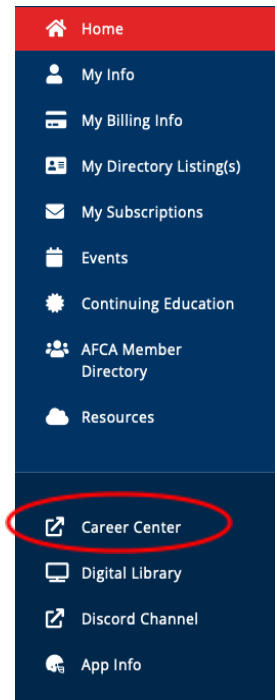 Home
My Info
My Billing Info
My Directory Listing(s)
My Subscriptions
Events
Continuing Education
AFCA Member
Directory
Resources
Career Center
Digital Library
Discord Channel
App Info